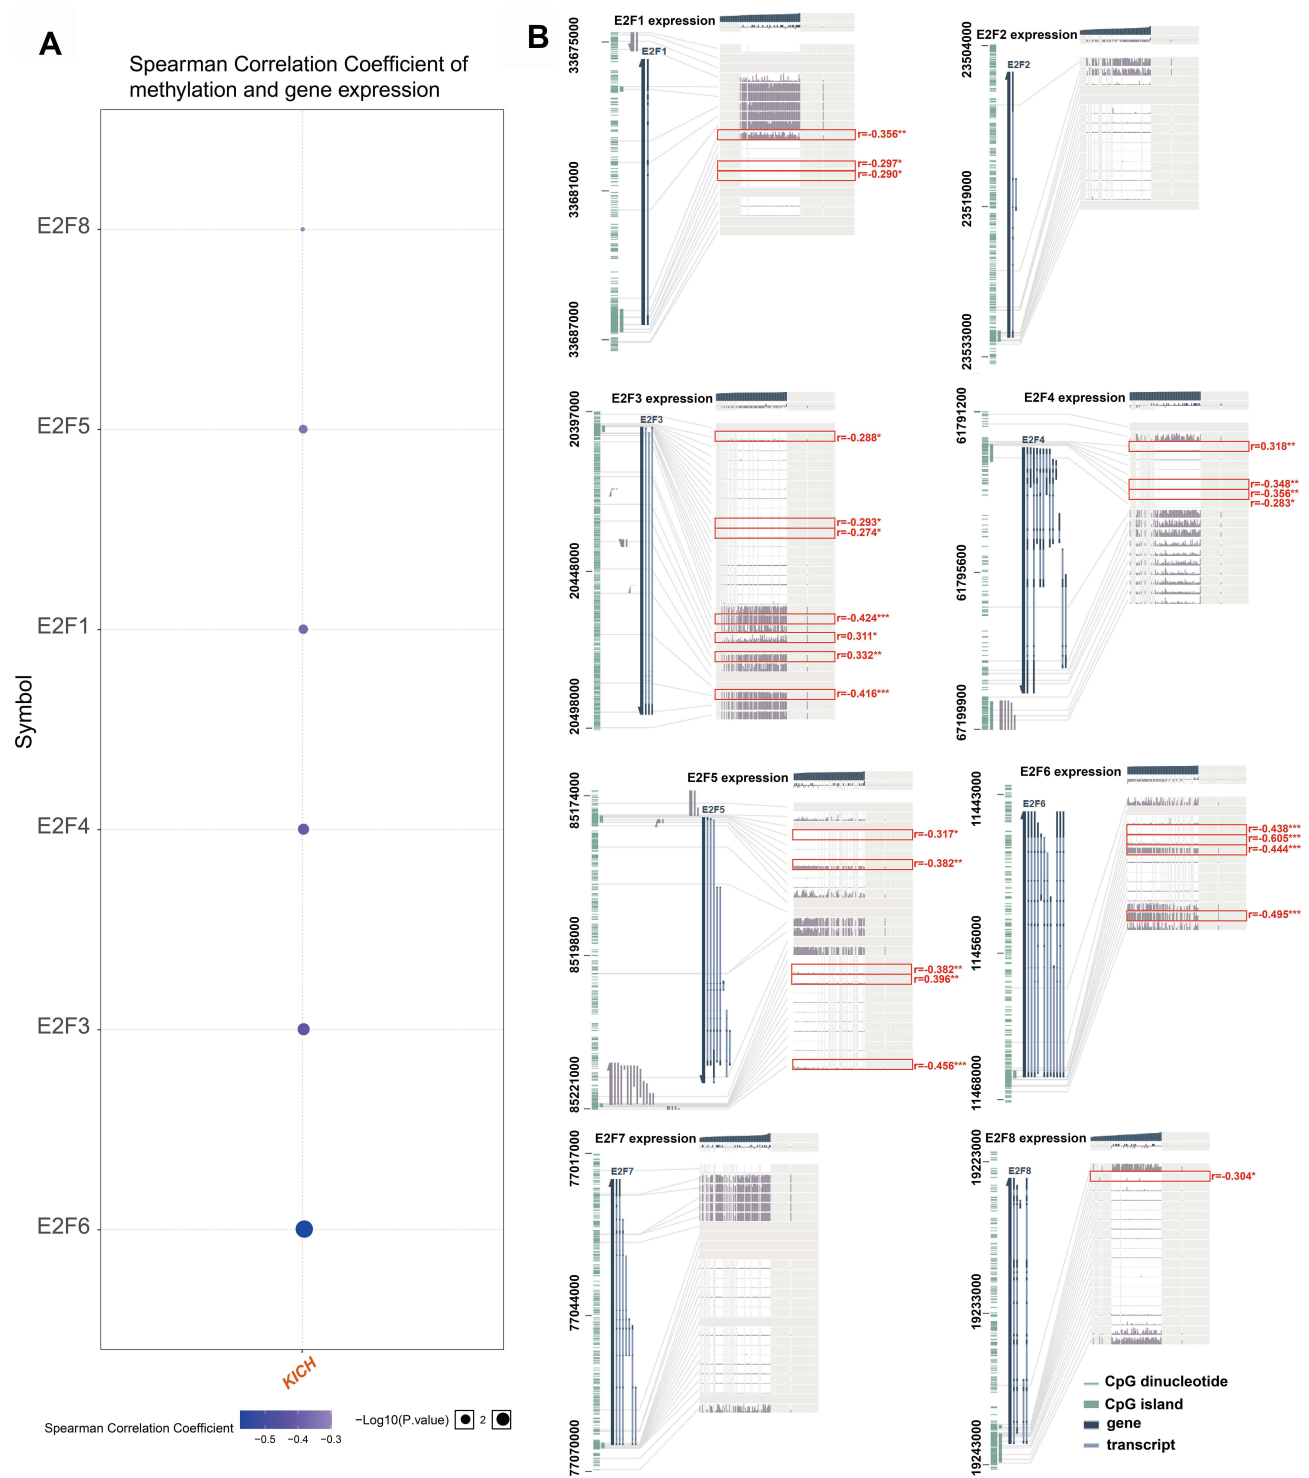 A
Spearman Correlation Coefficient of
methylation and gene expression
Symbol
E2F8
E2F5
E2F1
E2F4
E2F3
E2F6
KICH
Spearman Correlation Coefficient
−0.5 −0.4 −0.3
−Log10(P.value) 2
B
E2F1 expression
E2F1
33675000
33681000
33687000
r=-0.356**
r=-0.297*
r=-0.290*
E2F2 expression
E2F2
23504000
23519000
23533000
E2F3 expression
E2F3
20397000
20448000
20498000
r=-0.288*
r=-0.293*
r=-0.274*
r=-0.424***
r=0.311*
r=0.332**
r=-0.416***
E2F4 expression
E2F4
61791200
61795600
67199900
r=0.318**
r=-0.348**
r=-0.356**
r=-0.283*
E2F5 expression
E2F5
85174000
85198000
85221000
r=-0.317*
r=-0.382**
r=-0.382**
r=0.396**
r=-0.456***
E2F6 expression
E2F6
11443000
11456000
11468000
r=-0.438***
r=-0.605***
r=-0.444***
r=-0.495***
E2F7 expression
E2F7
77017000
77044000
77070000
E2F8 expression
E2F8
19223000
19233000
19243000
r=-0.304*
CpG dinucleotide
CpG island
gene
transcript